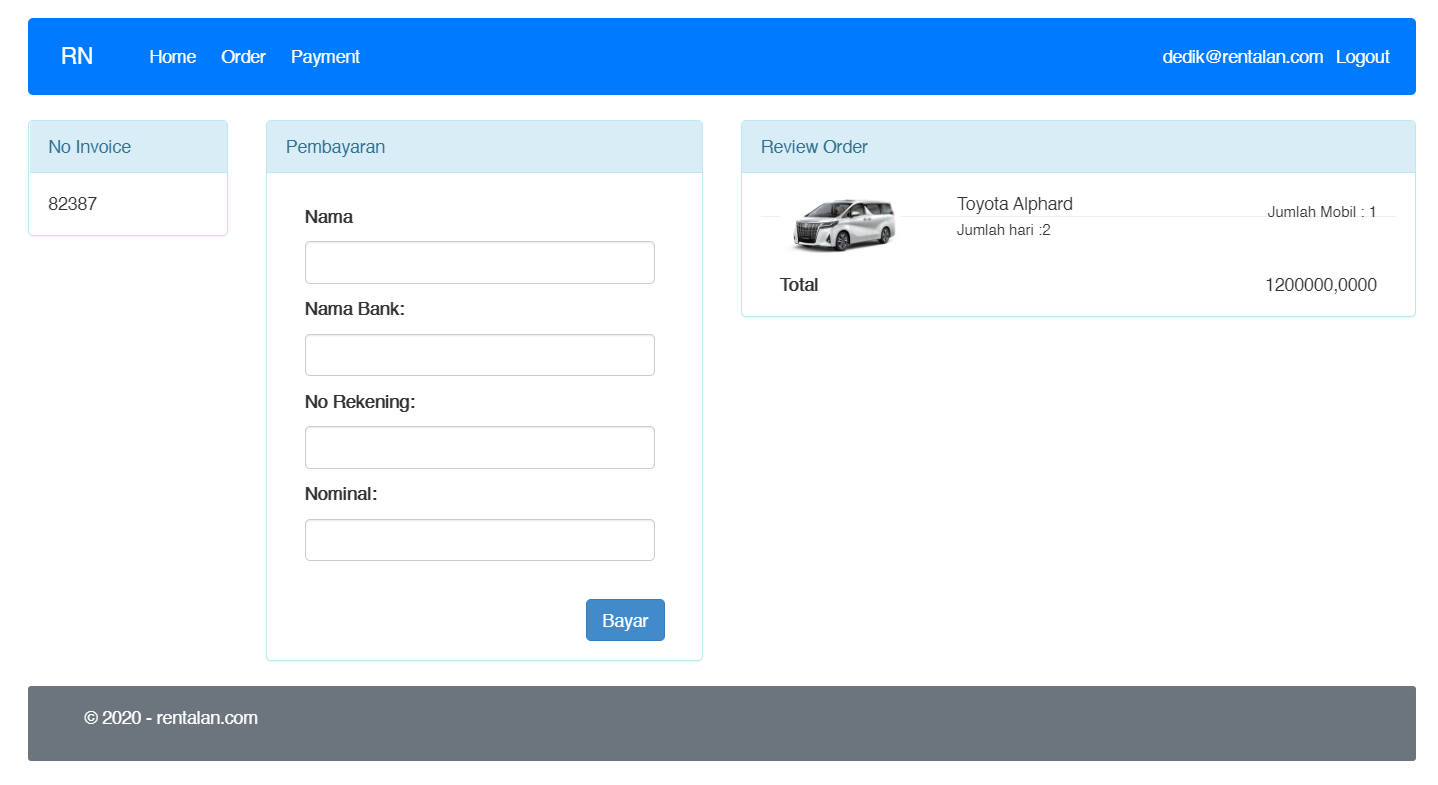 RN Home Order Payment dedik@rentalan.com Logout
No Invoice
82387
Pembayaran
Nama
Nama Bank:
No Rekening:
Nominal:
Bayar
Review Order
Toyota Alphard
Jumlah hari :2
Jumlah Mobil : 1
Total 1200000,0000
© 2020 - rentalan.com